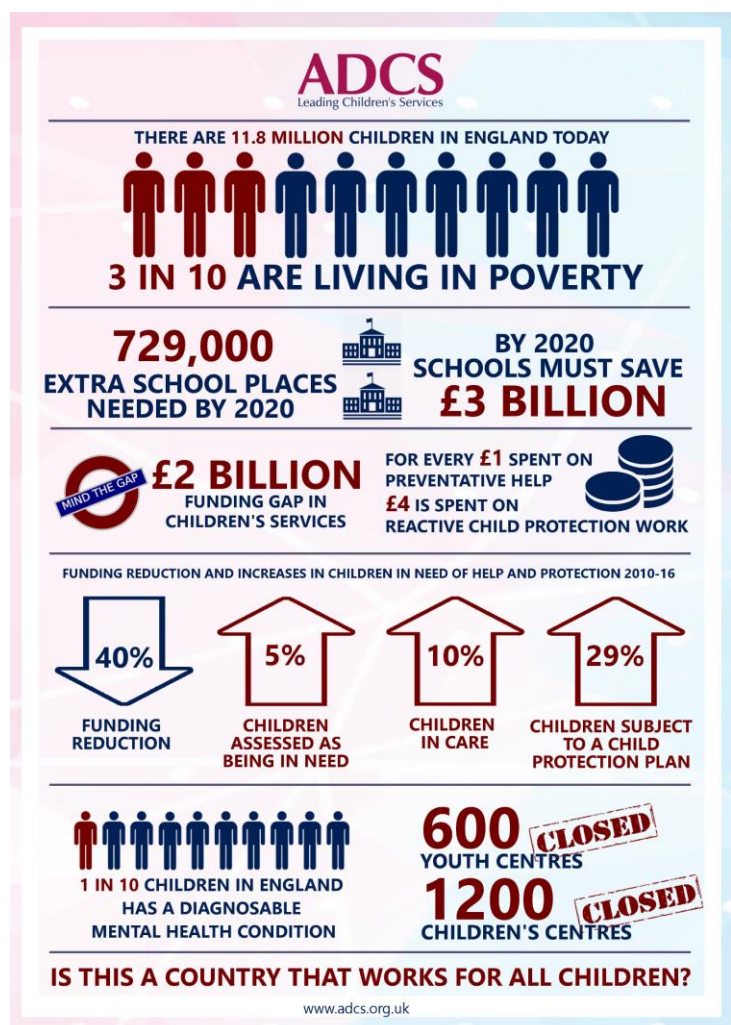 ADCS
Leading Children's Services
THERE ARE 11.8 MILLION CHILDREN IN ENGLAND TODAY
3 IN 10 ARE LIVING IN POVERTY
729,000
EXTRA SCHOOL PLACES
NEEDED BY 2020
BY 2020
SCHOOLS MUST SAVE
£3 BILLION
MIND THE GAP
£2 BILLION
FUNDING GAP IN
CHILDREN'S SERVICES
FOR EVERY £1 SPENT ON
PREVENTATIVE HELP
£4 IS SPENT ON
REACTIVE CHILD PROTECTION WORK
FUNDING REDUCTION AND INCREASES IN CHILDREN IN NEED OF HELP AND PROTECTION 2010-16
40%
FUNDING
REDUCTION
5%
CHILDREN
ASSESSED AS
BEING IN NEED
10%
CHILDREN
IN CARE
29%
CHILDREN SUBJECT
TO A CHILD
PROTECTION PLAN
1 IN 10 CHILDREN IN ENGLAND
HAS A DIAGNOSABLE
MENTAL HEALTH CONDITION
600 CLOSED
YOUTH CENTRES
1200 CLOSED
CHILDREN'S CENTRES
IS THIS A COUNTRY THAT WORKS FOR ALL CHILDREN?
www.adcs.org.uk